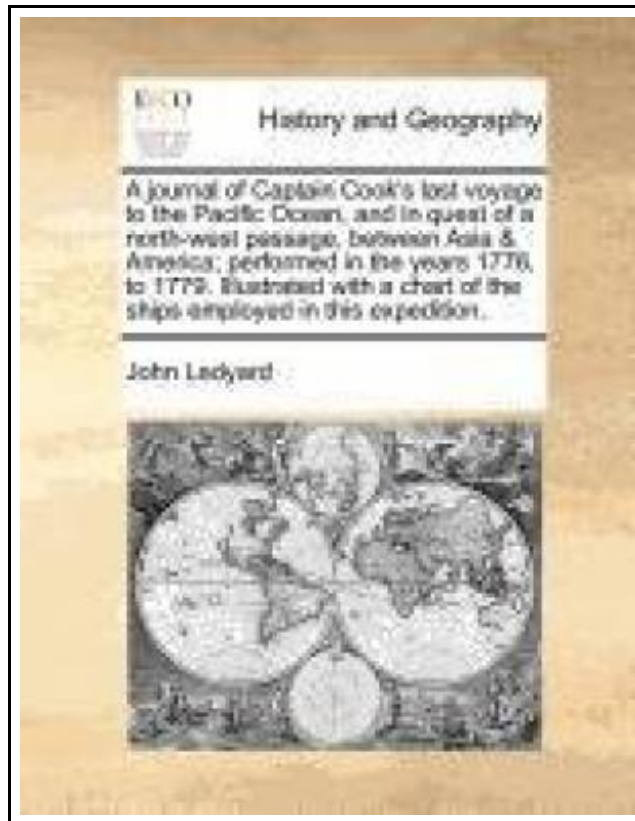 ECCO
History and Geography
A journal of Captain Cook's last voyage
to the Pacific Ocean, and in quest of a
north-west passage, between Asia &
America; performed in the years 1776,
to 1779. Illustrated with a chart of the
ships employed in this expedition.
John Ledyard